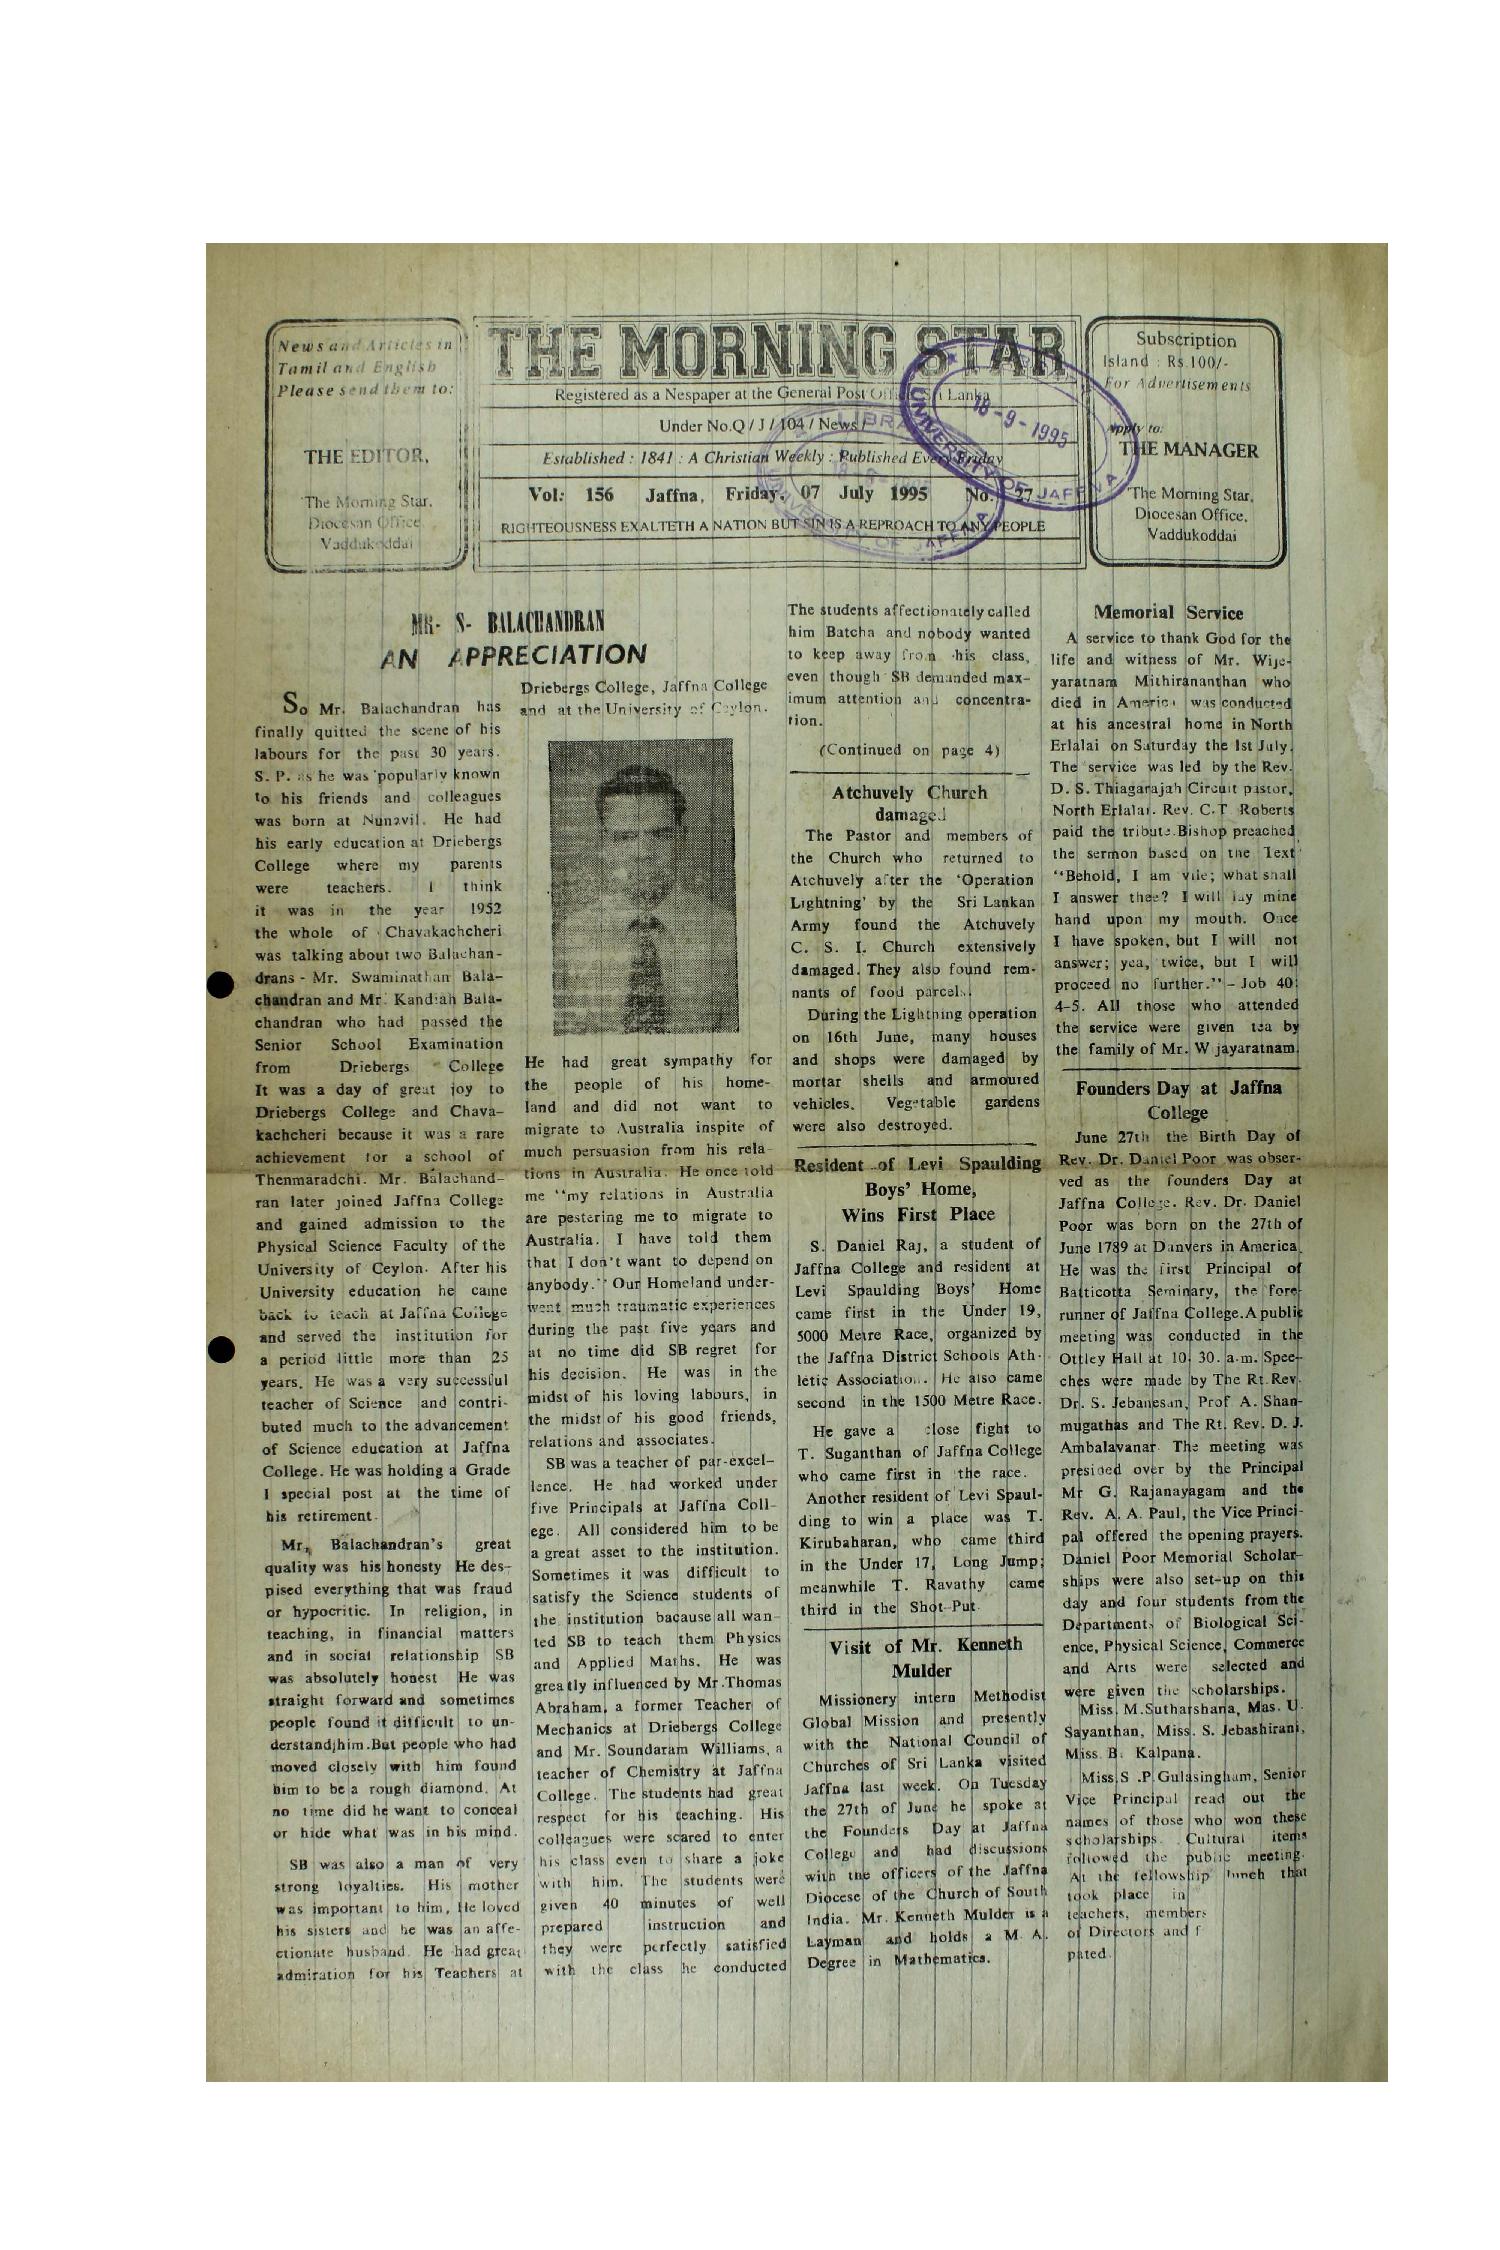 News and Articles in
Tamil and English
Please send them to:
THE EDITOR,
The Morning Star,
Diocesan Office
Vaddukoddai
THE MORNING STAR
Registered as a Nespaper at the General Post Office Sri Lanka
Under No.Q / J / 104 / News /
Established : 1841 : A Christian Weekly : Published Every Friday
Vol: 156 Jaffna, Friday, 07 July 1995 No. 27
RIGHTEOUSNESS EXALTETH A NATION BUT SIN IS A REPROACH TO ANY PEOPLE
UNIVERSITY OF JAFFNA
18-9-1995
LIBRA
UNIVERSITY OF JAFFNA
Subscription
Island : Rs.100/-
For Advertisements
Apply to:
THE MANAGER
'The Morning Star,
Diocesan Office,
Vaddukoddai
MR- S- BALACHANDRAN
AN APPRECIATION
So Mr. Balachandran has
finally quitted the scene of his
labours for the past 30 years.
S. P. as he was popularly known
to his friends and colleagues
was born at Nunavil. He had
his early education at Driebergs
College where my parents
were teachers. I think
it was in the year 1952
the whole of Chavakachcheri
was talking about two Balachan-
drans - Mr. Swaminathan Bala-
chandran and Mr. Kandiah Bala-
chandran who had passed the
Senior School Examination
from Driebergs College
It was a day of great joy to
Driebergs College and Chava-
kachcheri because it was a rare
achievement for a school of
Thenmaradchi. Mr. Balachand-
ran later joined Jaffna College
and gained admission to the
Physical Science Faculty of the
University of Ceylon. After his
University education he came
back to teach at Jaffna College
and served the institution for
a period little more than 25
years. He was a very successful
teacher of Science and contri-
buted much to the advancement
of Science education at Jaffna
College. He was holding a Grade
I special post at the time of
his retirement.
Mr, Balachandran's great
quality was his honesty He des-
pised everything that was fraud
or hypocritic. In religion, in
teaching, in financial matters
and in social relationship SB
was absolutely honest He was
straight forward and sometimes
people found it difficult to un-
derstand him.But people who had
moved closely with him found
him to be a rough diamond. At
no time did he want to conceal
or hide what was in his mind.
SB was also a man of very
strong loyalties. His mother
was important to him, He loved
his sisters and he was an affe-
ctionate husband. He had great
admiration for his Teachers at
Driebergs College, Jaffna College
and at the University of Ceylon.
He had great sympathy for
the people of his home-
land and did not want to
migrate to Australia inspite of
much persuasion from his rela-
tions in Australia. He once told
me "my relations in Australia
are pestering me to migrate to
Australia. I have told them
that I don't want to depend on
anybody." Our Homeland under-
went much traumatic experiences
during the past five years and
at no time did SB regret for
his decision. He was in the
midst of his loving labours, in
the midst of his good friends,
relations and associates.
SB was a teacher of par-excel-
lence. He had worked under
five Principals at Jaffna Coll-
ege. All considered him to be
a great asset to the institution.
Sometimes it was difficult to
satisfy the Science students of
the institution bacause all wan-
ted SB to teach them Physics
and Applied Maths. He was
greatly influenced by Mr.Thomas
Abraham, a former Teacher of
Mechanics at Driebergs College
and Mr. Soundaram Williams, a
teacher of Chemistry at Jaffna
College. The students had great
respect for his teaching. His
colleagues were scared to enter
his class even to share a joke
with him. The students were
given 40 minutes of well
prepared instruction and
they were perfectly satisfied
with the class he conducted
The students affectionately called
him Batcha and nobody wanted
to keep away from his class,
even though SB demanded max-
imum attention and concentra-
tion.
(Continued on page 4)
Atchuvely Church
damaged
The Pastor and members of
the Church who returned to
Atchuvely after the 'Operation
Lightning' by the Sri Lankan
Army found the Atchuvely
C. S. I. Church extensively
damaged. They also found rem-
nants of food parcels.
During the Lightning operation
on 16th June, many houses
and shops were damaged by
mortar shells and armoured
vehicles. Vegetable gardens
were also destroyed.
Resident of Levi Spaulding
Boys' Home,
Wins First Place
S. Daniel Raj, a student of
Jaffna College and resident at
Levi Spaulding Boys' Home
came first in the Under 19,
5000 Metre Race, organized by
the Jaffna District Schools Ath-
letic Association. He also came
second in the 1500 Metre Race.
He gave a close fight to
T. Suganthan of Jaffna College
who came first in the race.
Another resident of Levi Spaul-
ding to win a place was T.
Kirubaharan, who came third
in the Under 17, Long Jump;
meanwhile T. Ravathy came
third in the Shot-Put
Visit of Mr. Kenneth
Mulder
Missionery intern Methodist
Global Mission and presently
with the National Council of
Churches of Sri Lanka visited
Jaffna last week. On Tuesday
the 27th of June he spoke at
the Founders Day at Jaffna
College and had discussions
with the officers of the Jaffna
Diocese of the Church of South
India. Mr. Kenneth Mulder is a
Layman and holds a M. A.
Degree in Mathematics.
Memorial Service
A service to thank God for the
life and witness of Mr. Wije-
yaratnam Mithirananthan who
died in America was conducted
at his ancestral home in North
Erlalai on Saturday the 1st July.
The service was led by the Rev.
D. S. Thiagarajah Circuit pastor,
North Erlalai. Rev. C.T Roberts
paid the tribute.Bishop preached
the sermon based on the Text
"Behold, I am vile; what shall
I answer thee? I will lay mine
hand upon my mouth. Once
I have spoken, but I will not
answer; yea, twice, but I will
proceed no further." - Job 40:
4-5. All those who attended
the service were given tea by
the family of Mr. W jayaratnam.
Founders Day at Jaffna
College
June 27th the Birth Day of
Rev. Dr. Daniel Poor was obser-
ved as the founders Day at
Jaffna College. Rev. Dr. Daniel
Poor was born on the 27th of
June 1789 at Danvers in America.
He was the first Principal of
Batticotta Seminary, the fore-
runner of Jaffna College.A public
meeting was conducted in the
Ottley Hall at 10. 30. a.m. Spee-
ches were made by The Rt.Rev.
Dr. S. Jebanesan, Prof A. Shan-
mugathas and The Rt. Rev. D. J.
Ambalavanar. The meeting was
presided over by the Principal
Mr G. Rajanayagam and the
Rev. A. A. Paul, the Vice Princi-
pal offered the opening prayers.
Daniel Poor Memorial Scholar-
ships were also set-up on this
day and four students from the
Departments of Biological Sci-
ence, Physical Science, Commerce
and Arts were selected and
were given the scholarships.
Miss. M.Sutharshana, Mas. U.
Sayanthan, Miss. S. Jebashirani,
Miss B. Kalpana.
Miss.S .P.Gulasingham, Senior
Vice Principal read out the
names of those who won these
scholarships. Cultural items
followed the public meeting.
At the fellowship lunch that
took place in
teachers, members
of Directors and f
pated.